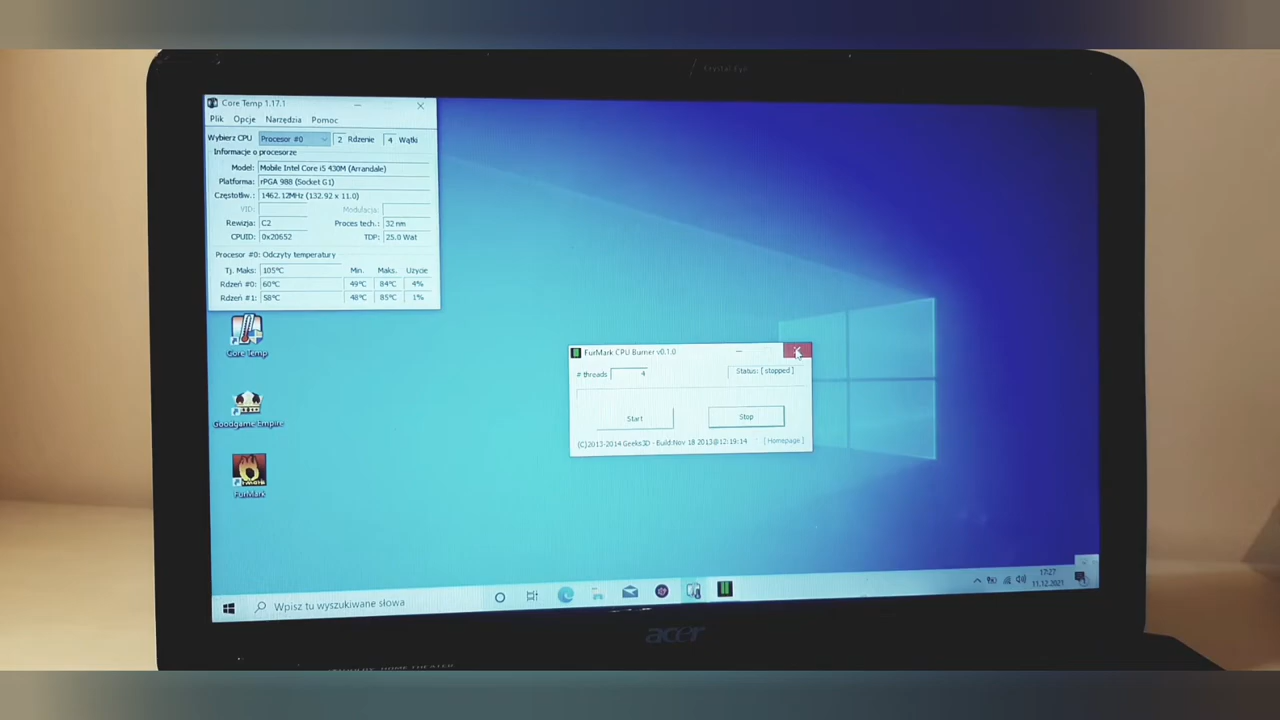 Crystal Eye
Core Temp 1.17.1
Plik Opcje Narzędzia Pomoc
Wybierz CPU Procesor #0 2 Rdzenie 4 Wątki
Informacje o procesorze
Model: Mobile Intel Core i5 430M (Arrandale)
Platforma: rPGA 988 (Socket G1)
Częstotliw.: 1462.12MHz (132.92 x 11.0)
VID: Modulacja:
Rewizja: C2 Proces tech.: 32 nm
CPUID: 0x20652 TDP: 25.0 Wat
Procesor #0: Odczyty temperatury
Tj. Maks: 105°C Min. Maks. Użycie
Rdzeń #0: 60°C 49°C 84°C 4%
Rdzeń #1: 58°C 48°C 85°C 1%
Core Temp
Goodgame Empire
FurMark
FurMark CPU Burner v0.1.0
# threads 4 Status: [ stopped ]
Start Stop
(C)2013-2014 Geeks3D - Build:Nov 18 2013@12:19:14 [ Homepage ]
Wpisz tu wyszukiwane słowa
17:27
11.12.2021
acer